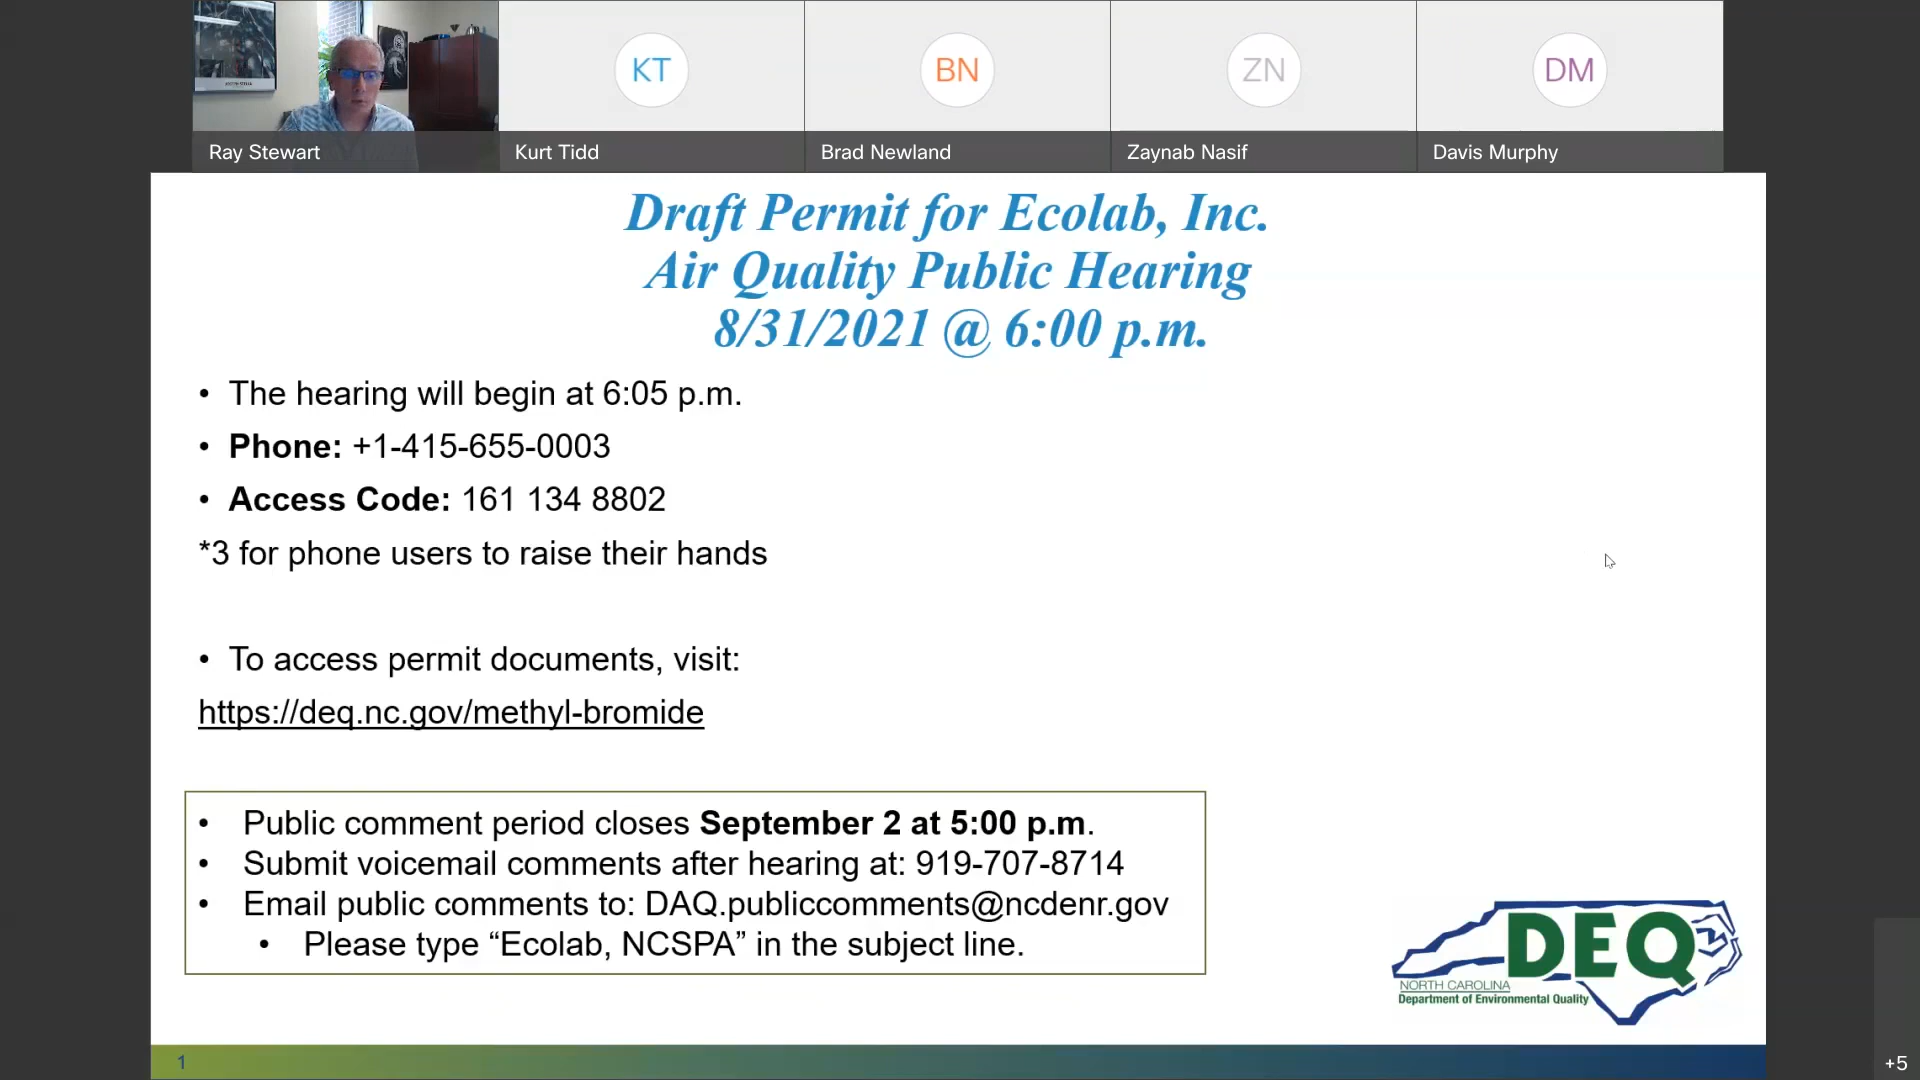 KT
BN
ZN
DM
Ray Stewart
Kurt Tidd
Brad Newland
Zaynab Nasif
Davis Murphy
Draft Permit for Ecolab, Inc.
Air Quality Public Hearing
8/31/2021 @ 6:00 p.m.
• The hearing will begin at 6:05 p.m.
• Phone: +1-415-655-0003
• Access Code: 161 134 8802
*3 for phone users to raise their hands
• To access permit documents, visit:
https://deq.nc.gov/methyl-bromide
• Public comment period closes September 2 at 5:00 p.m.
• Submit voicemail comments after hearing at: 919-707-8714
• Email public comments to: DAQ.publiccomments@ncdenr.gov
• Please type “Ecolab, NCSPA” in the subject line.
DEQ
NORTH CAROLINA
Department of Environmental Quality
1
+5